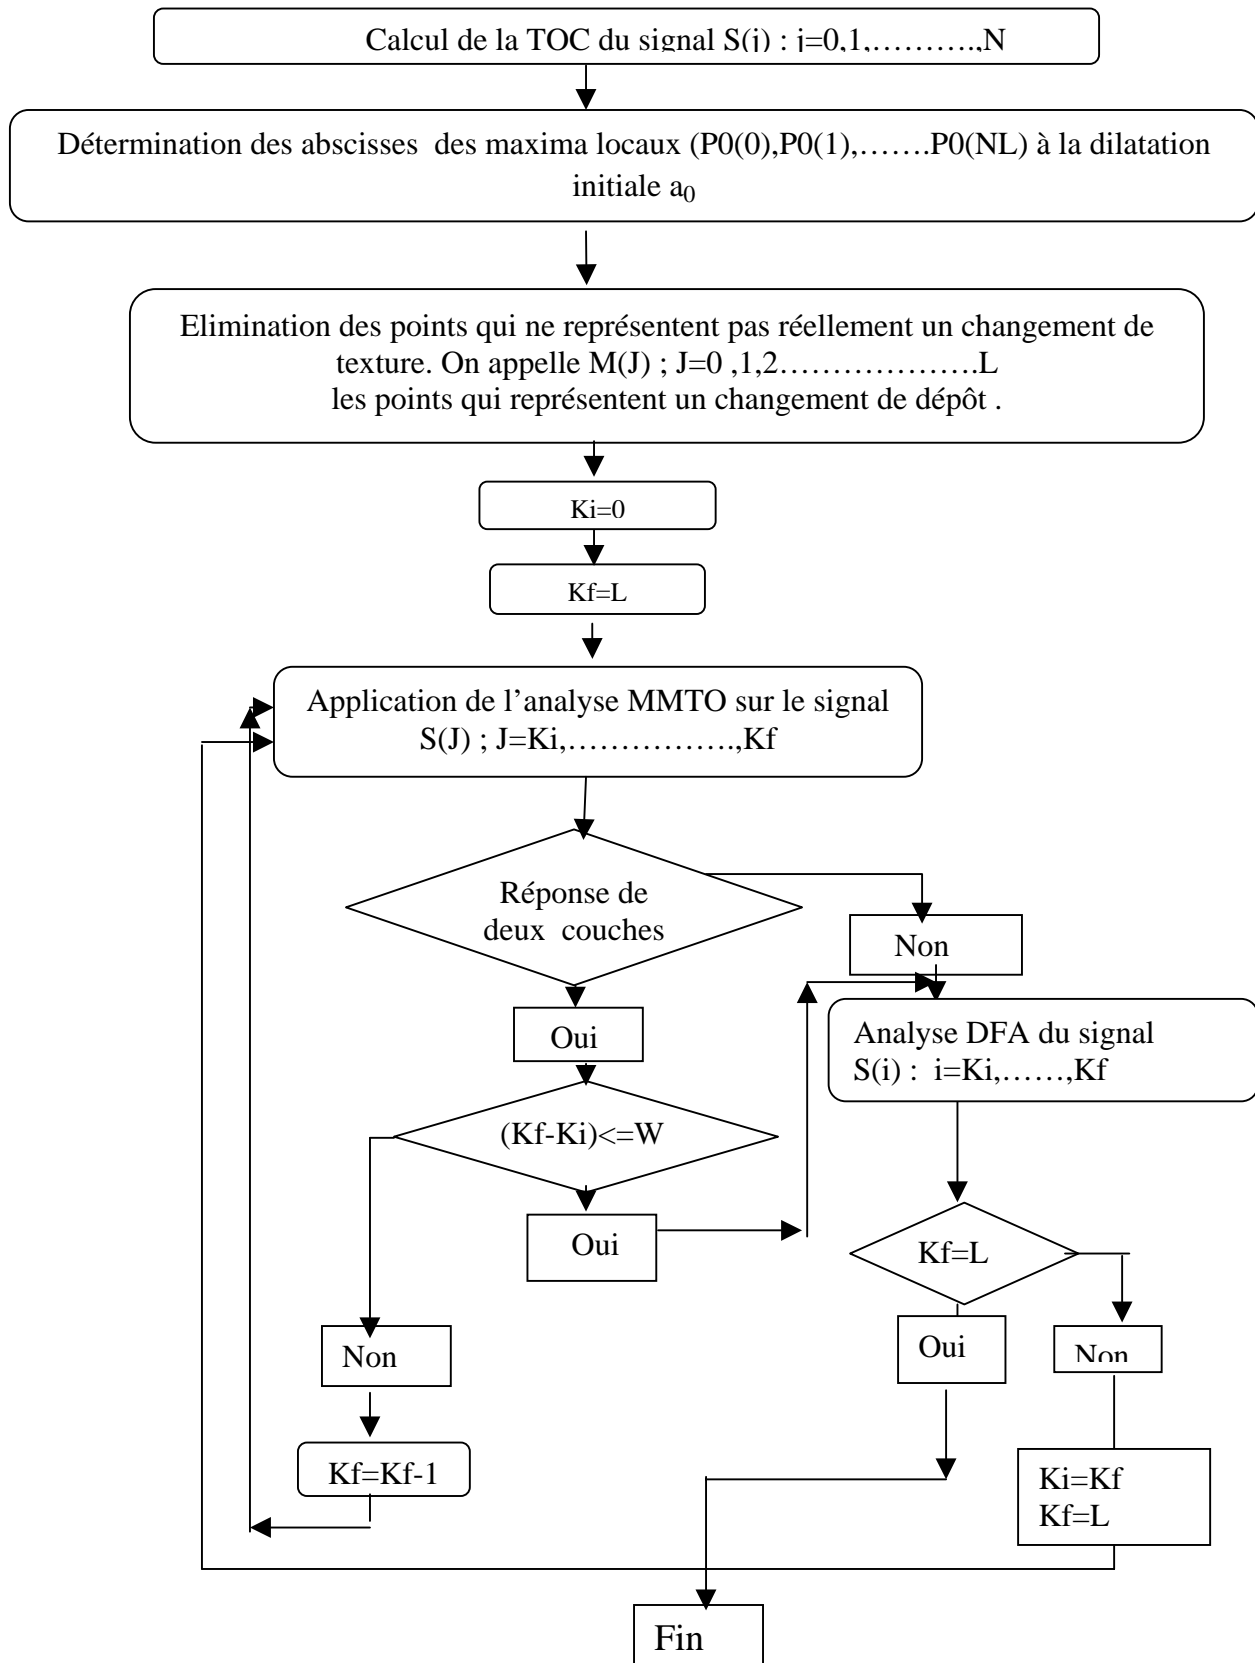 Calcul de la TOC du signal S(j) : j=0,1,……….,N
Détermination des abscisses des maxima locaux (P0(0),P0(1),…….P0(NL) à la dilatation
initiale a0
Elimination des points qui ne représentent pas réellement un changement de
texture. On appelle M(J) ; J=0 ,1,2……………….L
les points qui représentent un changement de dépôt .
Ki=0
Kf=L
Application de l’analyse MMTO sur le signal
S(J) ; J=Ki,…………….,Kf
Réponse de
deux couches
Non
Oui
Analyse DFA du signal
S(i) : i=Ki,……,Kf
(Kf-Ki)<=W
Oui
Kf=L
Non
Oui
Non
Kf=Kf-1
Ki=Kf
Kf=L
Fin